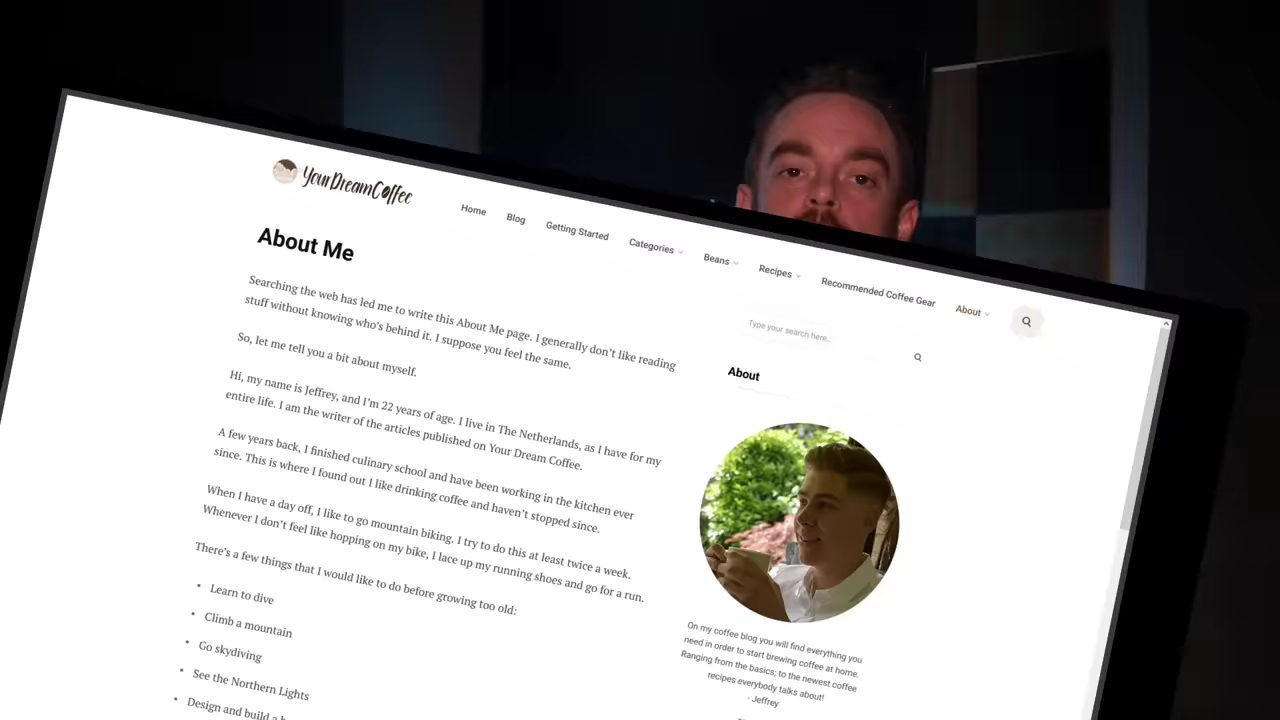 YourDreamCoffee
Home
Blog
Getting Started
Categories
Beans
Recipes
Recommended Coffee Gear
About
About Me
Searching the web has led me to write this About Me page. I generally don't like reading
stuff without knowing who's behind it. I suppose you feel the same.
So, let me tell you a bit about myself.
Hi, my name is Jeffrey, and I'm 22 years of age. I live in The Netherlands, as I have for my
entire life. I am the writer of the articles published on Your Dream Coffee.
A few years back, I finished culinary school and have been working in the kitchen ever
since. This is where I found out I like drinking coffee and haven't stopped since.
When I have a day off, I like to go mountain biking. I try to do this at least twice a week.
Whenever I don't feel like hopping on my bike, I lace up my running shoes and go for a run.
There's a few things that I would like to do before growing too old:
• Learn to dive
• Climb a mountain
• Go skydiving
• See the Northern Lights
• Design and build a
Type your search here..
About
On my coffee blog you will find everything you
need in order to start brewing coffee at home.
Ranging from the basics; to the newest coffee
recipes everybody talks about!
- Jeffrey